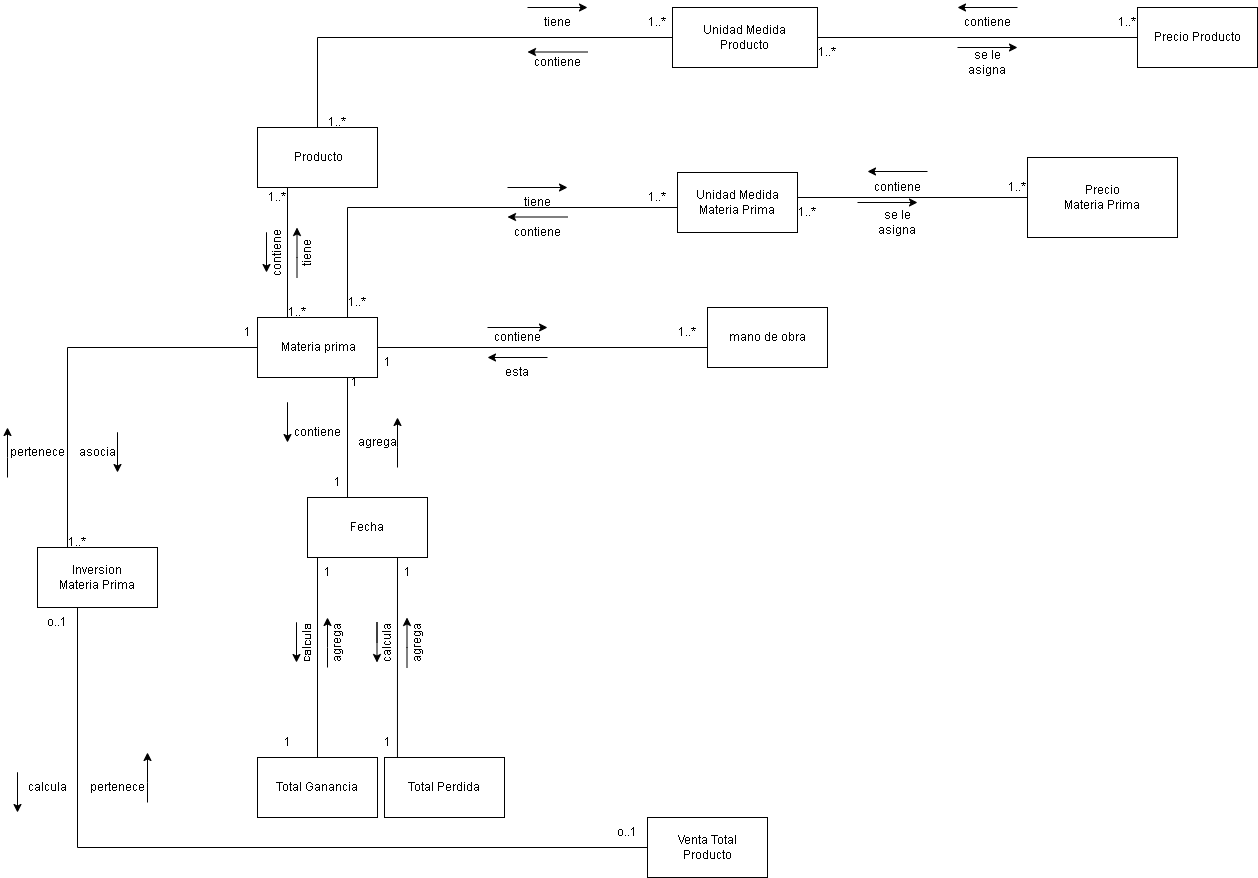 tiene
1..*
Unidad Medida
Producto
contiene
1..*
Precio Producto
contiene
1..*
se le
asigna
1..*
Producto
1..*
tiene
1..*
Unidad Medida
Materia Prima
contiene
1..*
Precio
Materia Prima
contiene
1..*
se le
asigna
contiene
tiene
1..*
1..*
1
Materia prima
1
contiene
1..*
mano de obra
esta
1
contiene
agrega
pertenece
asocia
1
Fecha
1..*
Inversion
Materia Prima
1
1
o..1
calcula
agrega
calcula
agrega
1
1
calcula
pertenece
Total Ganancia
Total Perdida
o..1
Venta Total
Producto